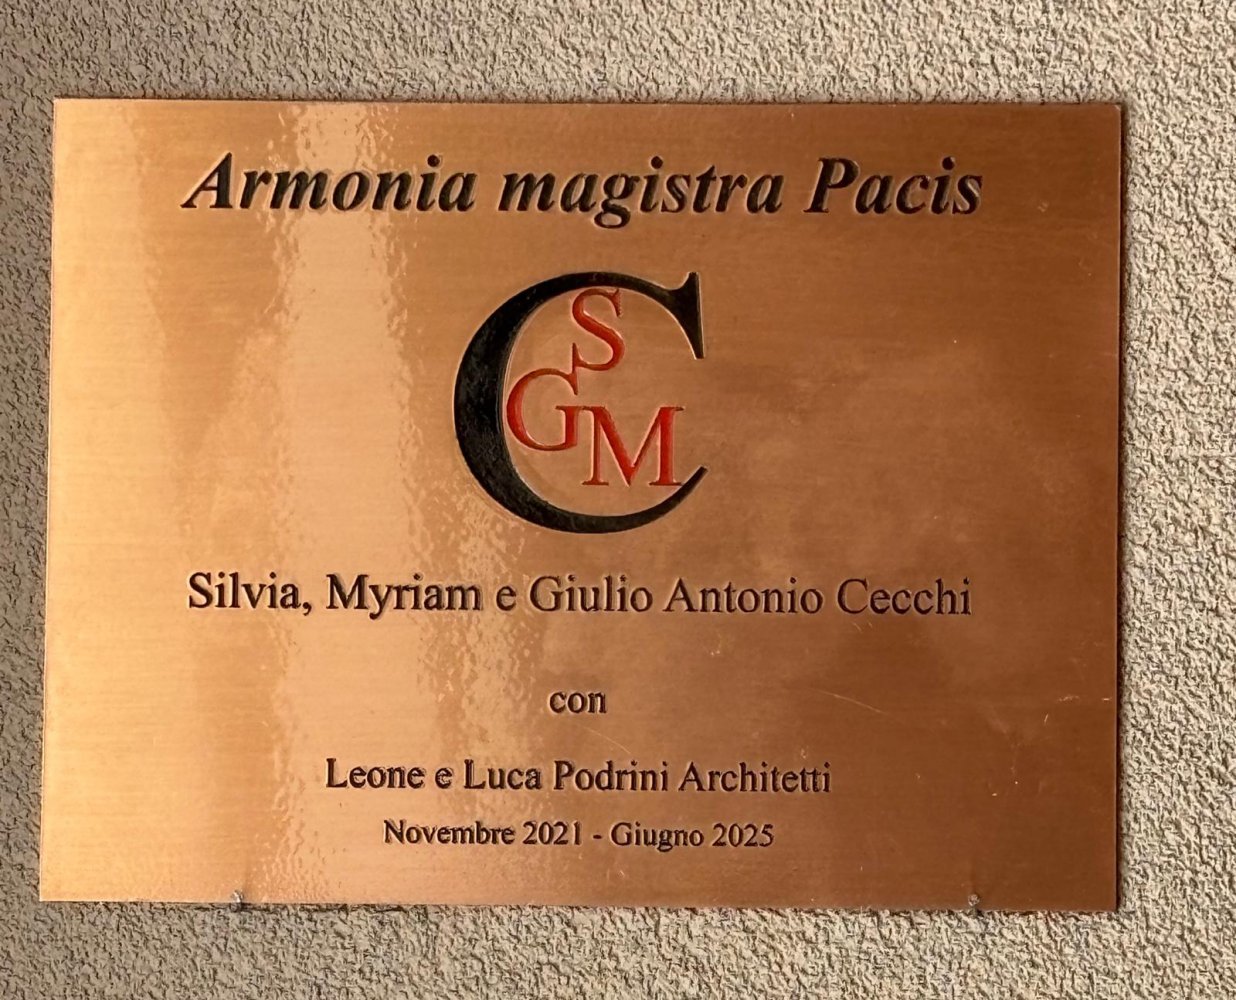 Armonia magistra Pacis
C
S
G M
Silvia, Myriam e Giulio Antonio Cecchi
con
Leone e Luca Podrini Architetti
Novembre 2021 - Giugno 2025